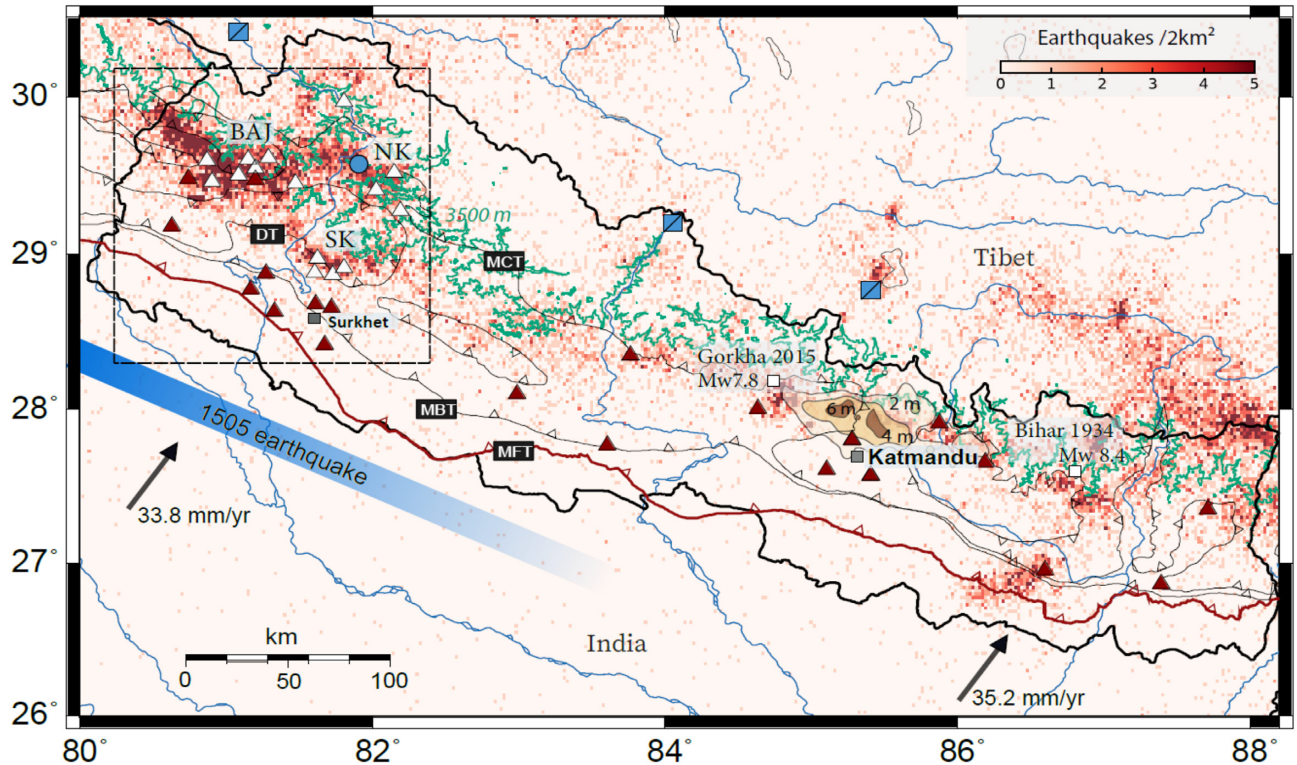 Earthquakes /2km²
0 1 2 3 4 5
30°
29°
28°
27°
26°
BAJ
NK
3500 m
DT
SK
MCT
Tibet
Surkhet
Gorkha 2015
Mw7.8
6 m
2 m
4 m
MBT
Bihar 1934
Mw 8.4
1505 earthquake
MFT
Katmandu
33.8 mm/yr
km
0 50 100
India
35.2 mm/yr
80° 82° 84° 86° 88°